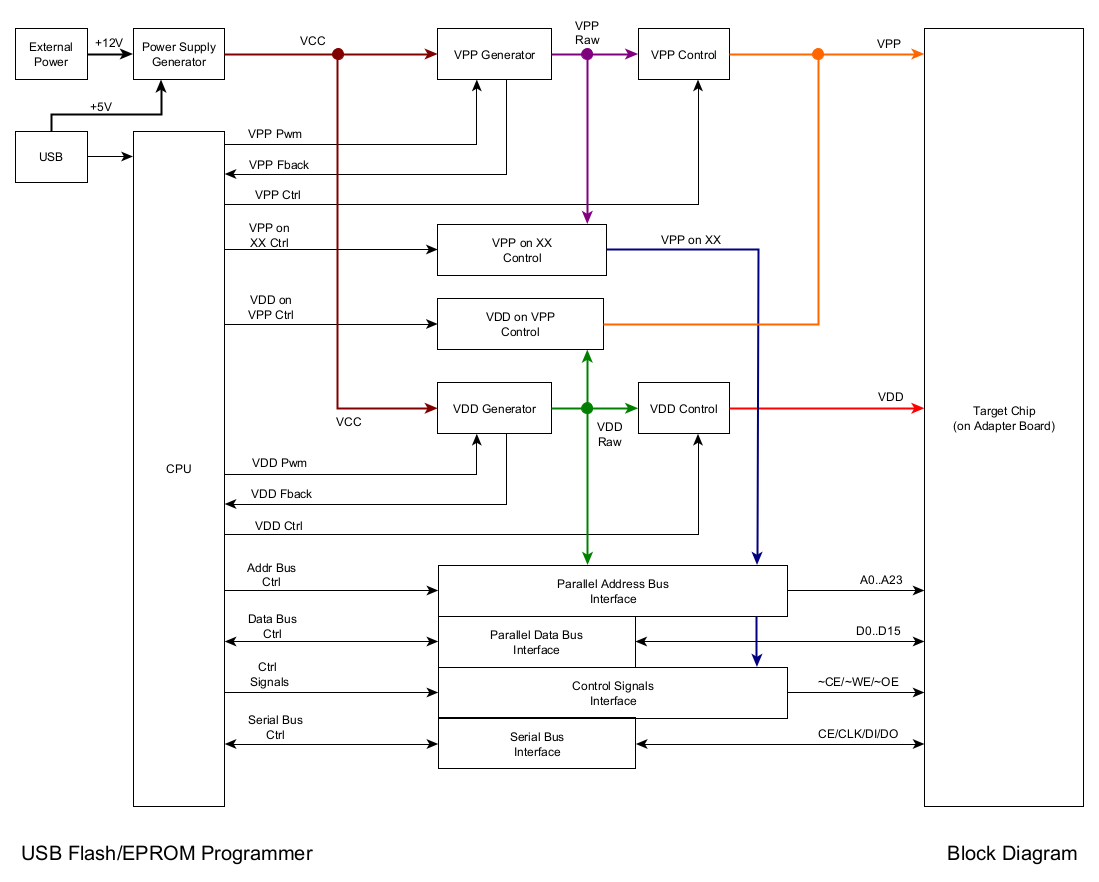 External
Power
+12V
Power Supply
Generator
VCC
VPP Generator
VPP
Raw
VPP Control
VPP
+5V
USB
VPP Pwm
VPP Fback
VPP Ctrl
VPP on
XX Ctrl
VPP on XX
Control
VPP on XX
VDD on
VPP Ctrl
VDD on VPP
Control
VCC
VDD Generator
VDD
Raw
VDD Control
VDD
Target Chip
(on Adapter Board)
CPU
VDD Pwm
VDD Fback
VDD Ctrl
Addr Bus
Ctrl
Parallel Address Bus
Interface
A0..A23
Data Bus
Ctrl
Parallel Data Bus
Interface
D0..D15
Ctrl
Signals
Control Signals
Interface
~CE/~WE/~OE
Serial Bus
Ctrl
Serial Bus
Interface
CE/CLK/DI/DO
USB Flash/EPROM Programmer
Block Diagram